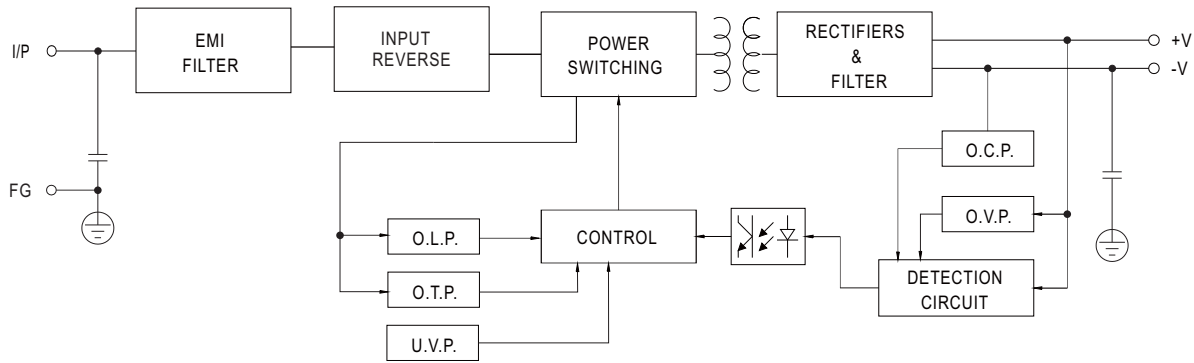 I/P
EMI
FILTER
INPUT
REVERSE
POWER
SWITCHING
RECTIFIERS
&
FILTER
+V
-V
O.C.P.
FG
O.V.P.
O.L.P.
CONTROL
DETECTION
CIRCUIT
O.T.P.
U.V.P.